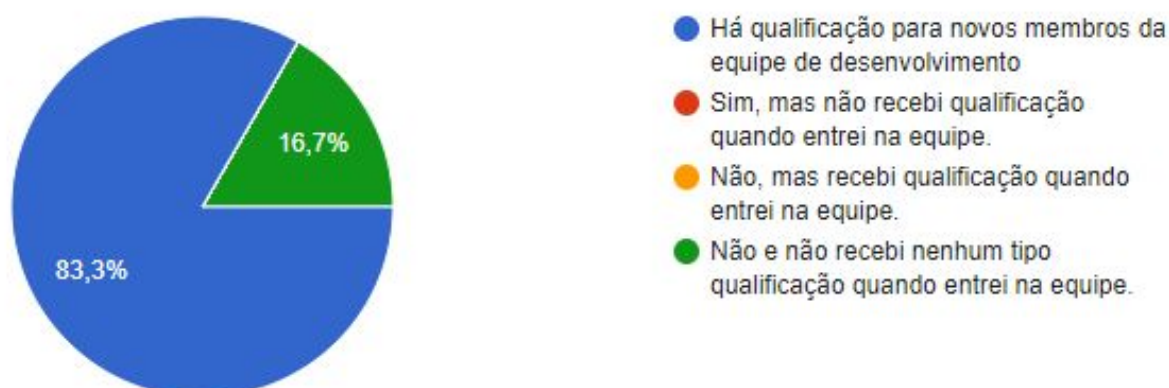 16,7%
83,3%
Há qualificação para novos membros da
equipe de desenvolvimento
Sim, mas não recebi qualificação
quando entrei na equipe.
Não, mas recebi qualificação quando
entrei na equipe.
Não e não recebi nenhum tipo
qualificação quando entrei na equipe.